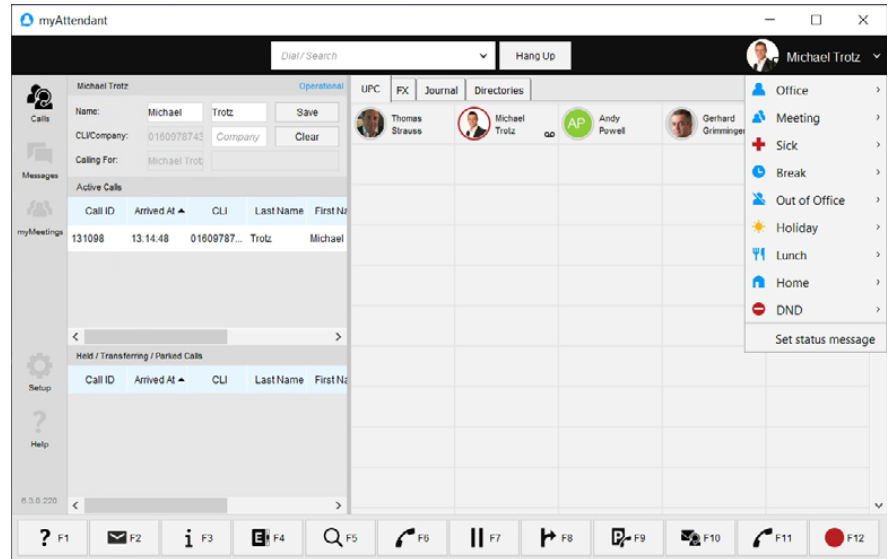 myAttendant
Dial / Search
Hang Up
Michael Trotz
Michael Trotz Operational
Name: Michael Trotz Save
CLI/Company: 0160978743 Company Clear
Calling For: Michael Trotz
Active Calls
Call ID Arrived At CLI Last Name First Na
131098 13:14:48 01609787... Trotz Michael
Held / Transferring / Parked Calls
Call ID Arrived At CLI Last Name First Na
Calls
Messages
myMeetings
Setup
Help
6.3.0.220
UPC FX Journal Directories
Thomas Strauss
Michael Trotz
AP Andy Powell
Gerhard Grimminger
Office
Meeting
Sick
Break
Out of Office
Holiday
Lunch
Home
DND
Set status message
? F1
F2
i F3
E F4
F5
F6
F7
F8
P F9
F10
F11
F12